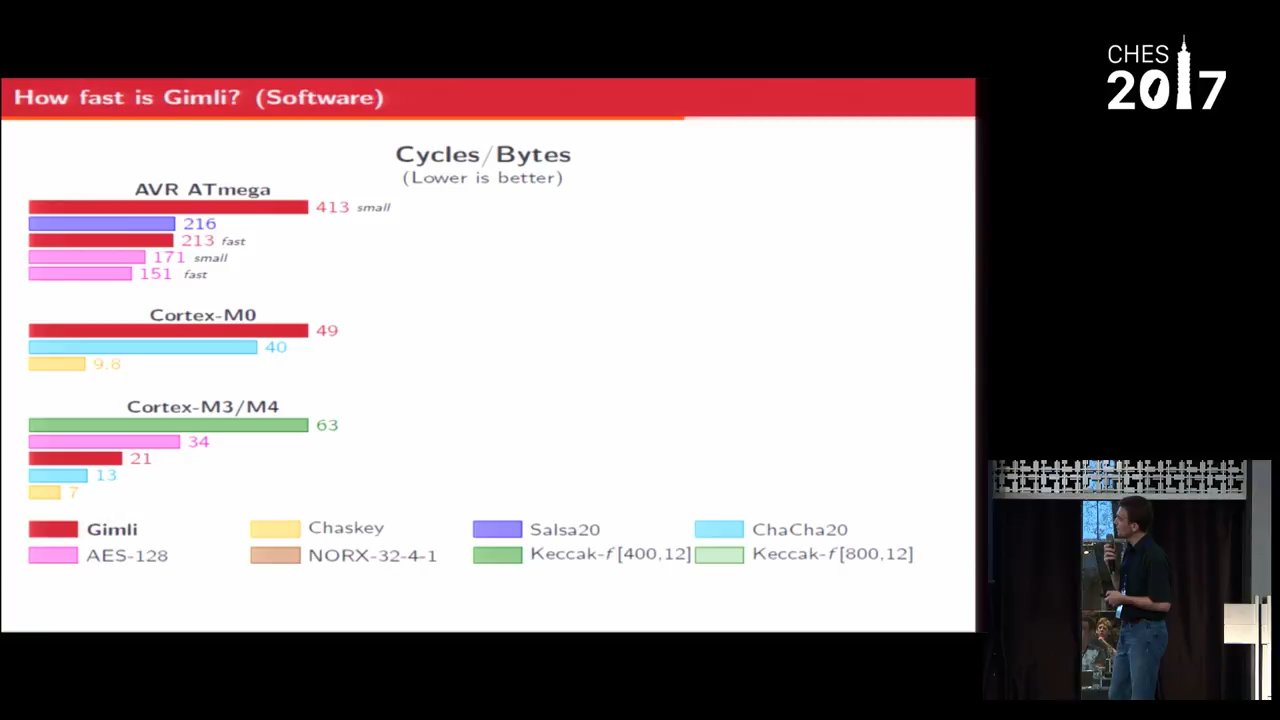 CHES
2017
How fast is Gimli? (Software)
Cycles/Bytes
(Lower is better)
AVR ATmega
413 small
216
213 fast
171 small
151 fast
Cortex-M0
49
40
9.8
Cortex-M3/M4
63
34
21
13
7
Gimli
Chaskey
Salsa20
ChaCha20
AES-128
NORX-32-4-1
Keccak-f[400,12]
Keccak-f[800,12]